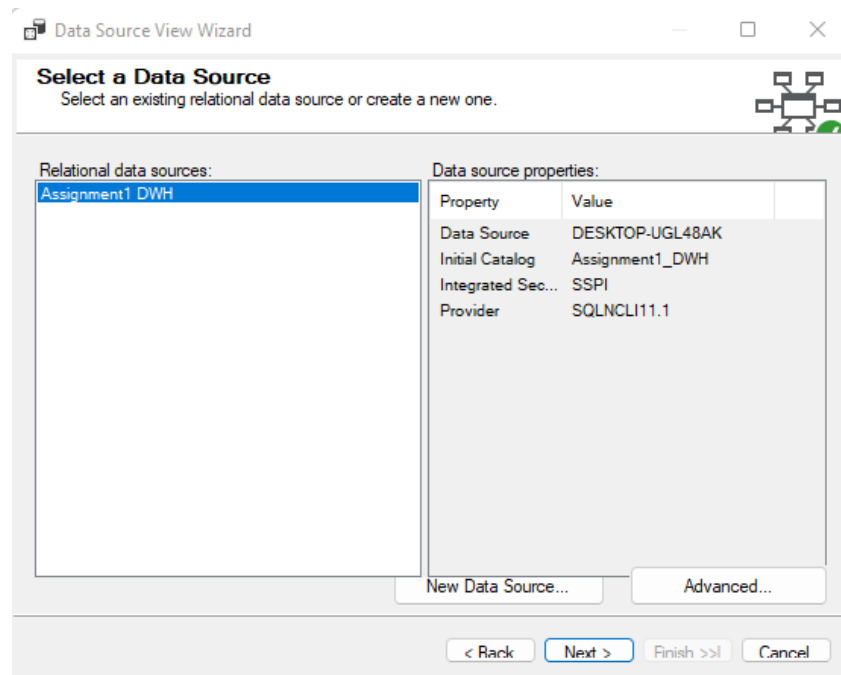 Data Source View Wizard
Select a Data Source
Select an existing relational data source or create a new one.
Relational data sources:
Assignment1 DWH
Data source properties:
Property Value
Data Source DESKTOP-UGL48AK
Initial Catalog Assignment1_DWH
Integrated Sec... SSPI
Provider SQLNCLI11.1
New Data Source... Advanced...
< Back Next > Finish >>| Cancel